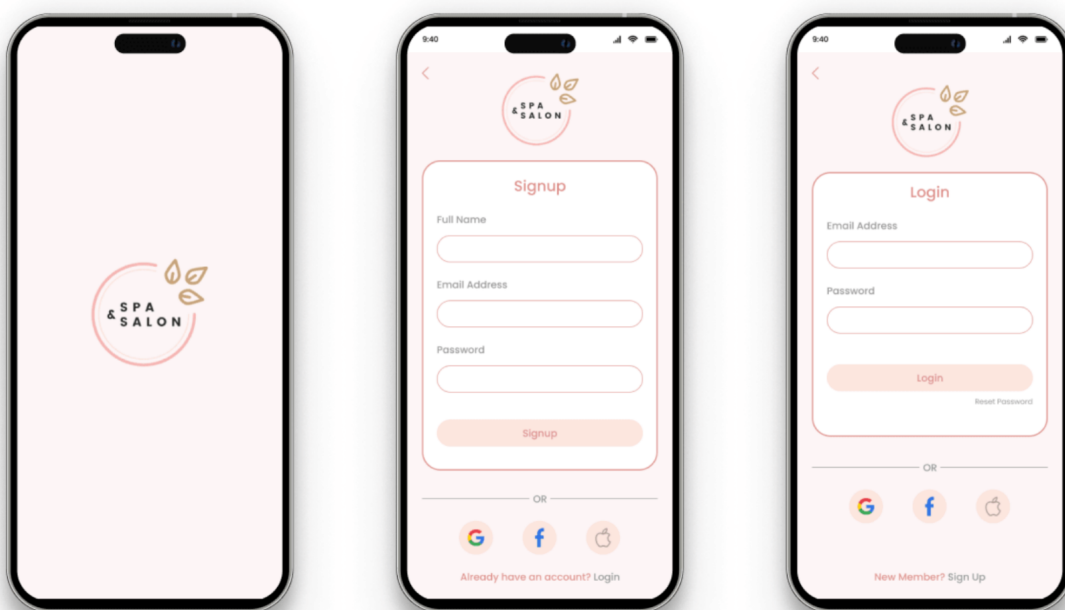 & SPA
SALON
9:40
& SPA
SALON
Signup
Full Name
Email Address
Password
Signup
OR
Already have an account? Login
9:40
& SPA
SALON
Login
Email Address
Password
Login
Reset Password
OR
New Member? Sign Up